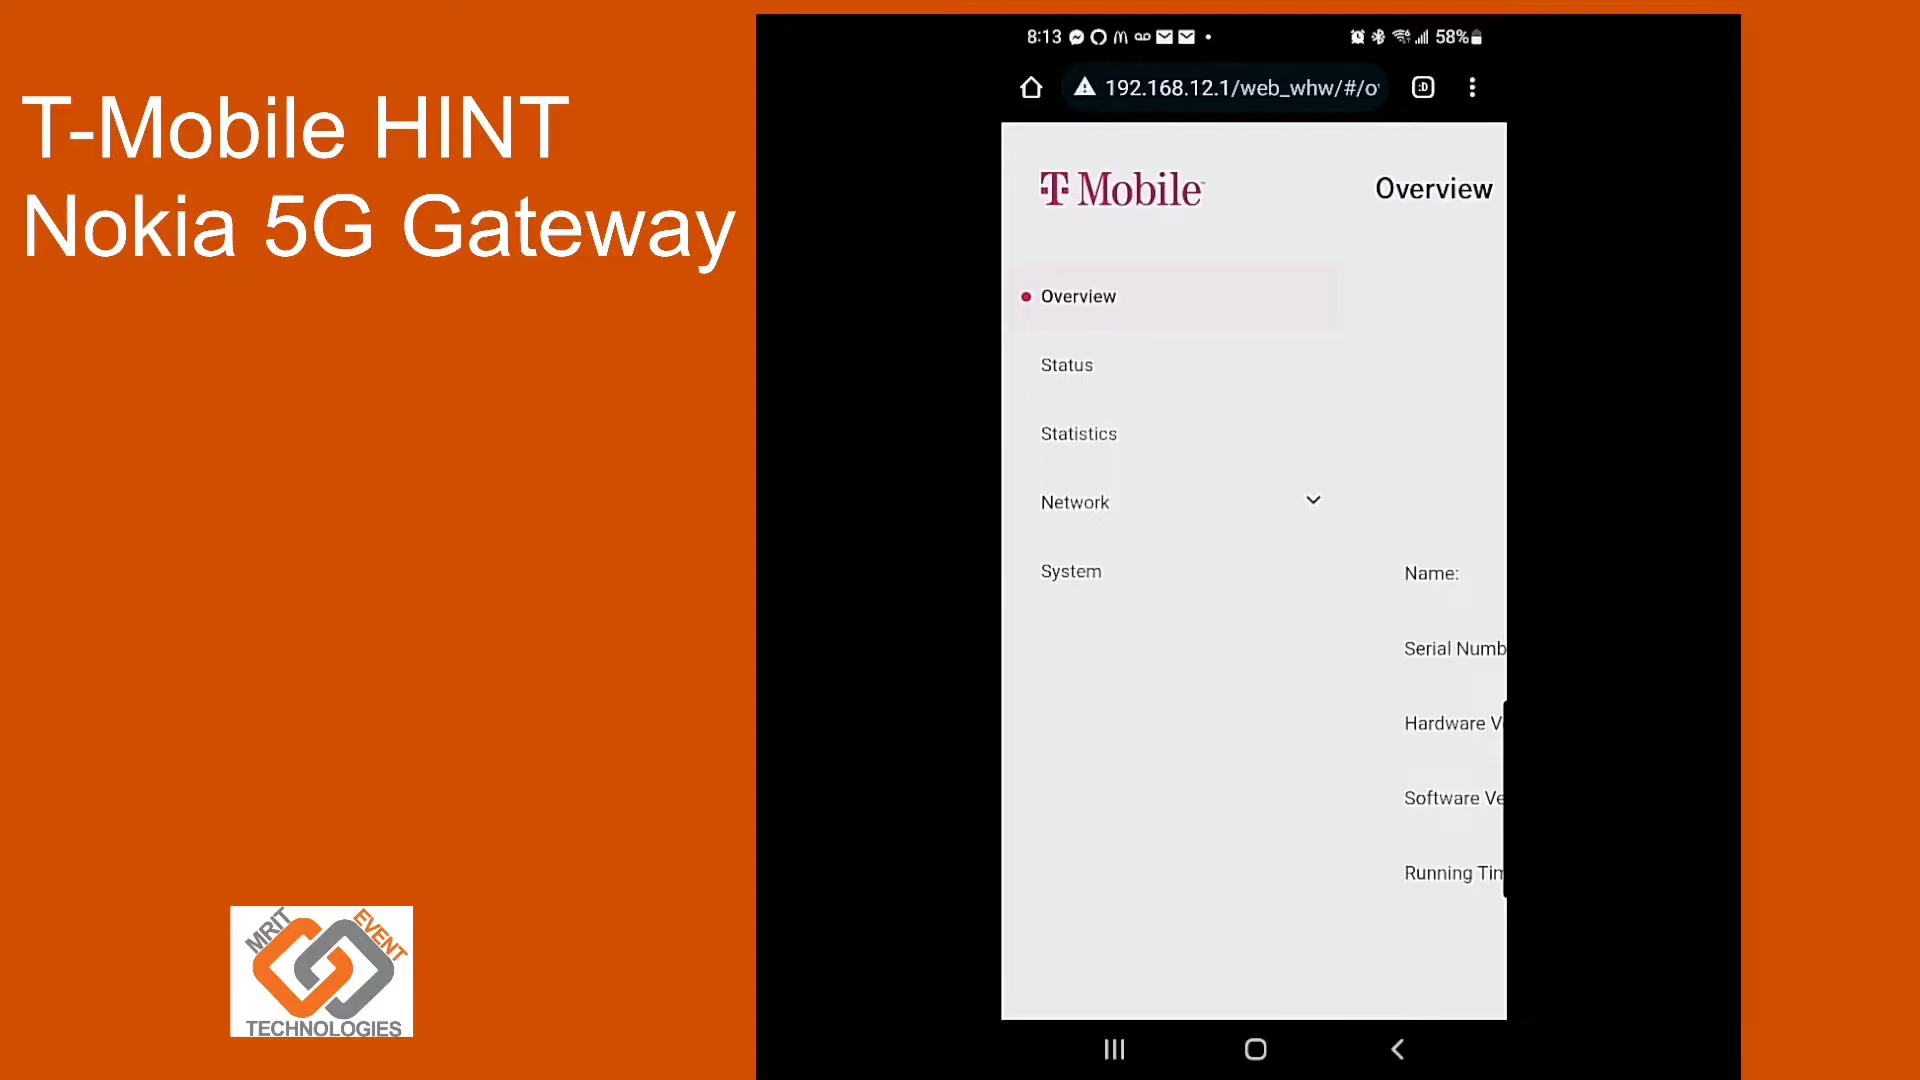 T-Mobile HINT
Nokia 5G Gateway
8:13
58%
192.168.12.1/web_whw/#/o
T Mobile
Overview
Overview
Status
Statistics
Network
System
Name:
Serial Numb
Hardware V
Software Ve
Running Tim
:D
MRIT
EVENT
TECHNOLOGIES